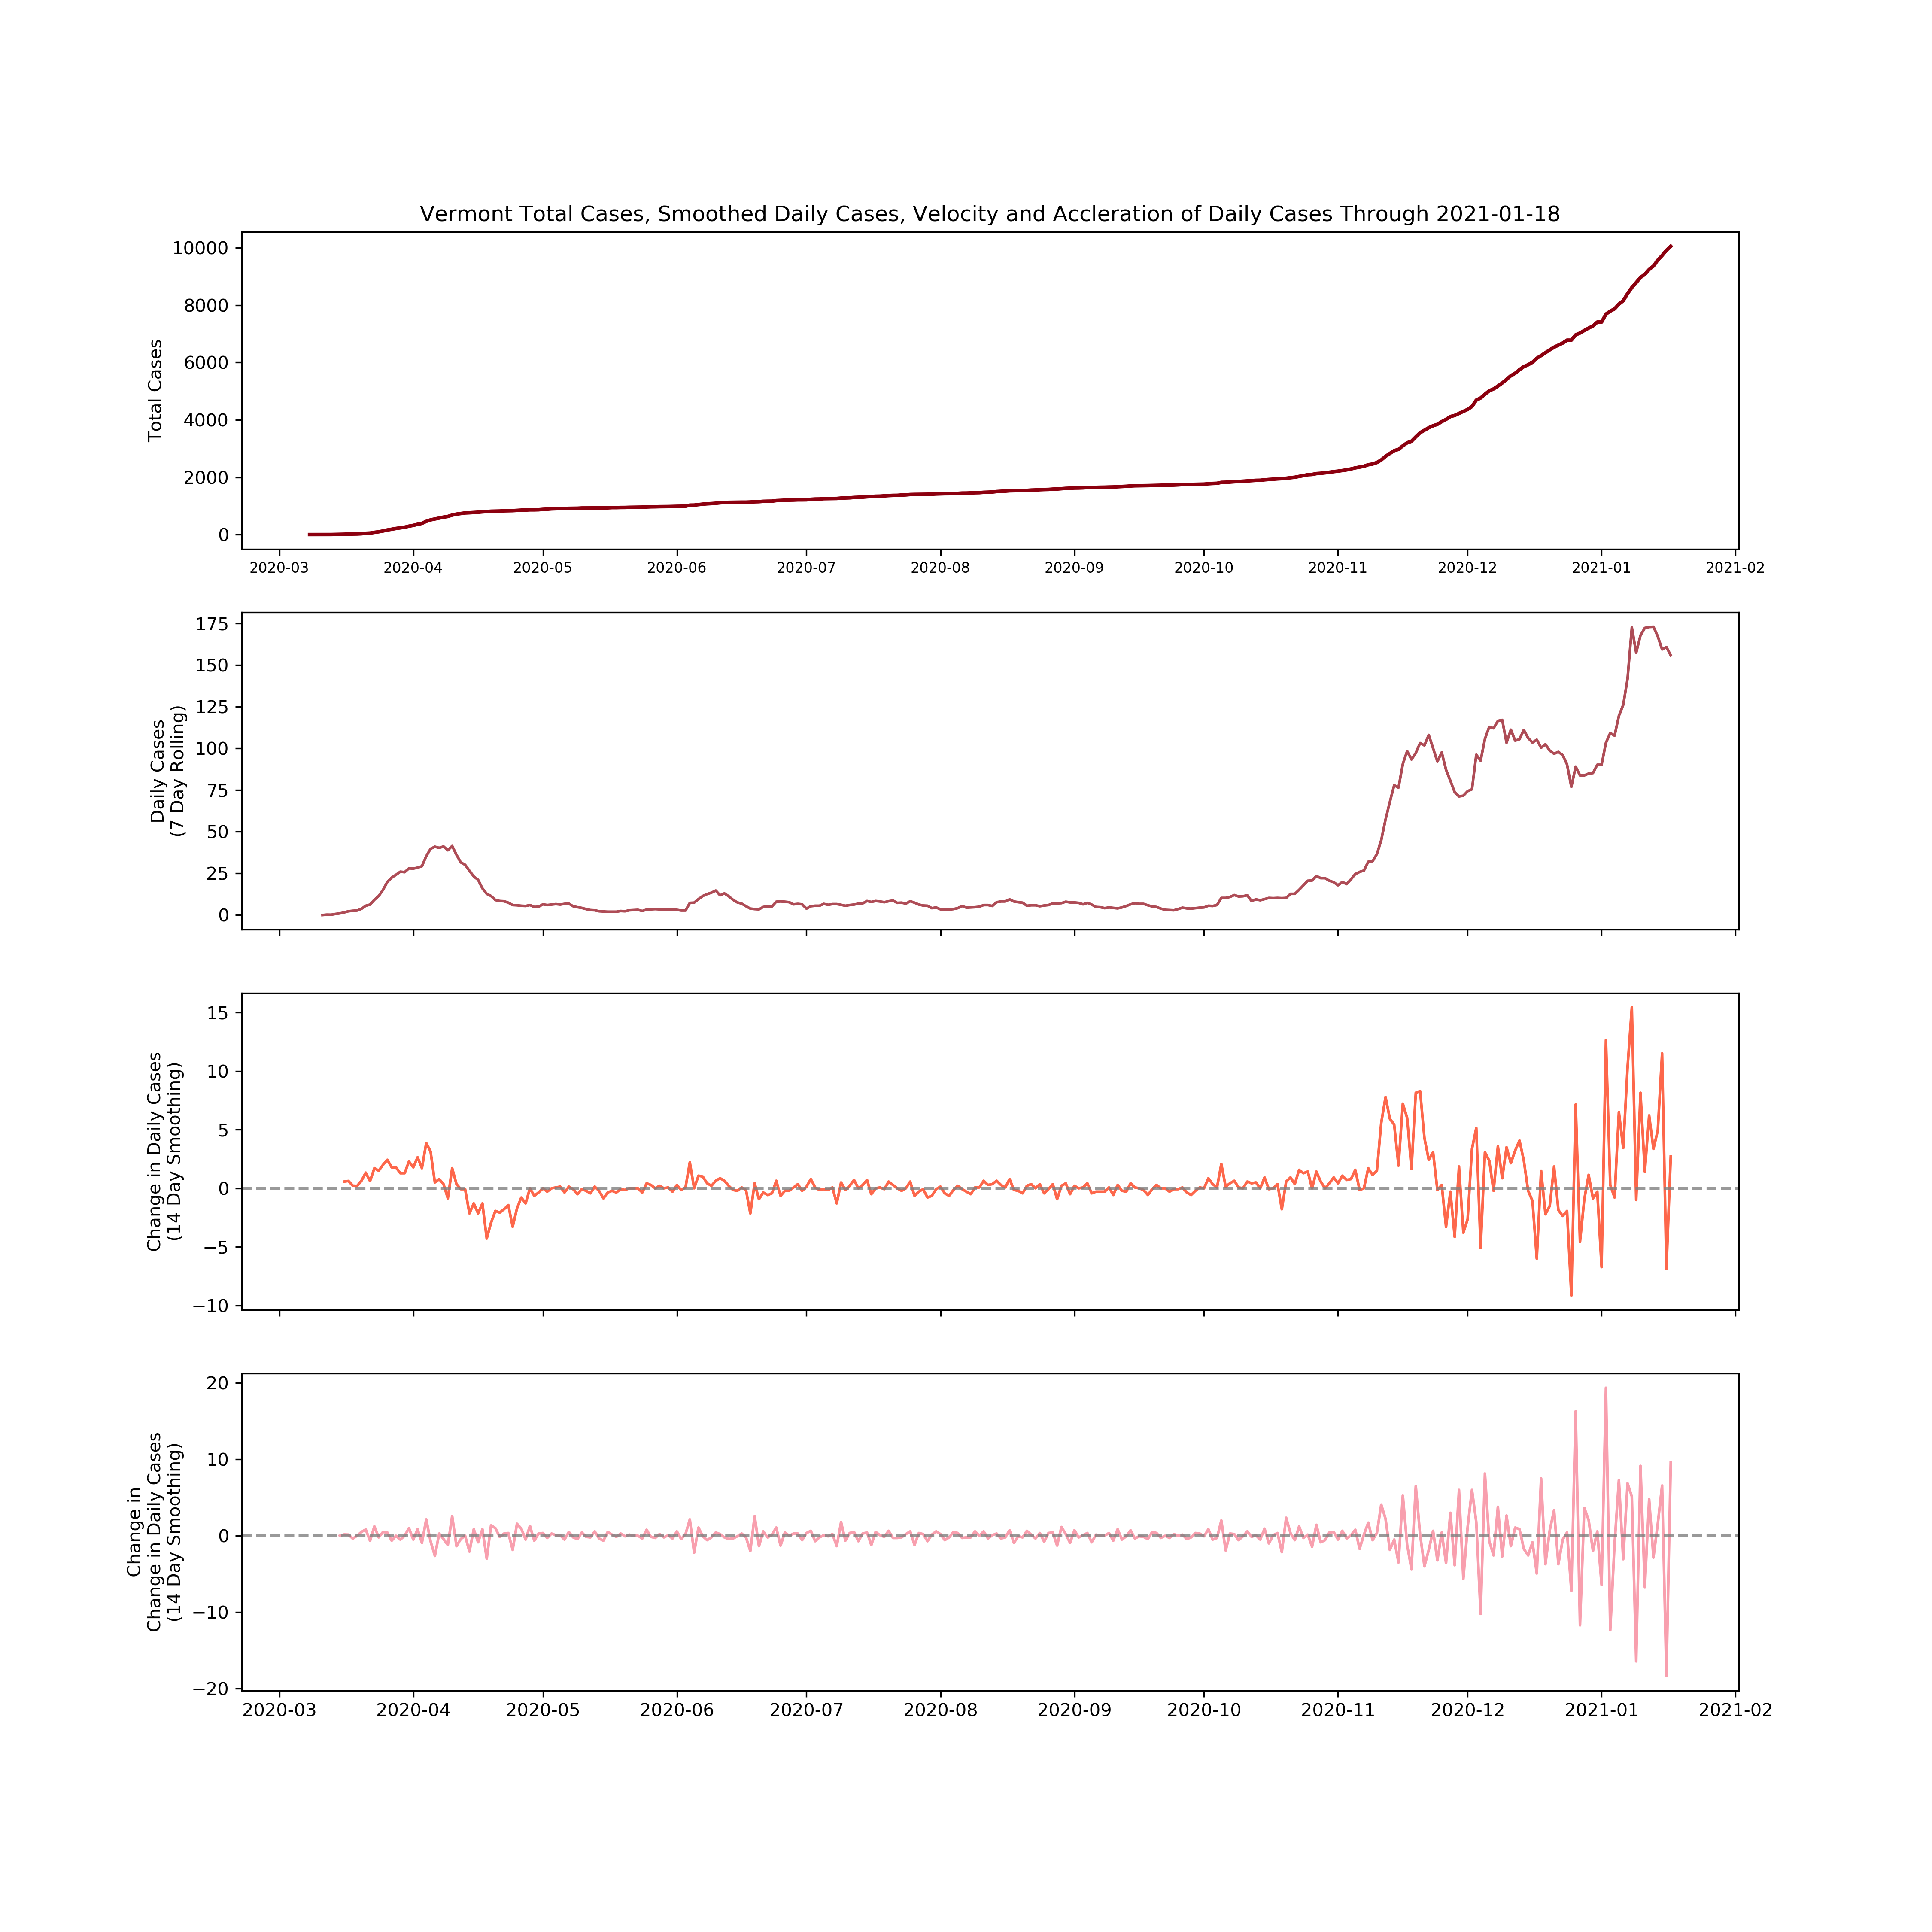 Vermont Total Cases, Smoothed Daily Cases, Velocity and Accleration of Daily Cases Through 2021-01-18
Total Cases
10000
8000
6000
4000
2000
0
2020-03 2020-04 2020-05 2020-06 2020-07 2020-08 2020-09 2020-10 2020-11 2020-12 2021-01 2021-02
Daily Cases
(7 Day Rolling)
175
150
125
100
75
50
25
0
Change in Daily Cases
(14 Day Smoothing)
15
10
5
0
−5
−10
Change in
Change in Daily Cases
(14 Day Smoothing)
20
10
0
−10
−20
2020-03 2020-04 2020-05 2020-06 2020-07 2020-08 2020-09 2020-10 2020-11 2020-12 2021-01 2021-02